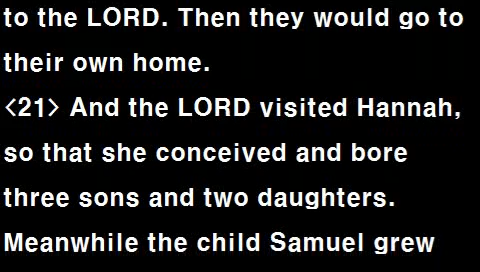 to the LORD. Then they would go to
their own home.
<21> And the LORD visited Hannah,
so that she conceived and bore
three sons and two daughters.
Meanwhile the child Samuel grew